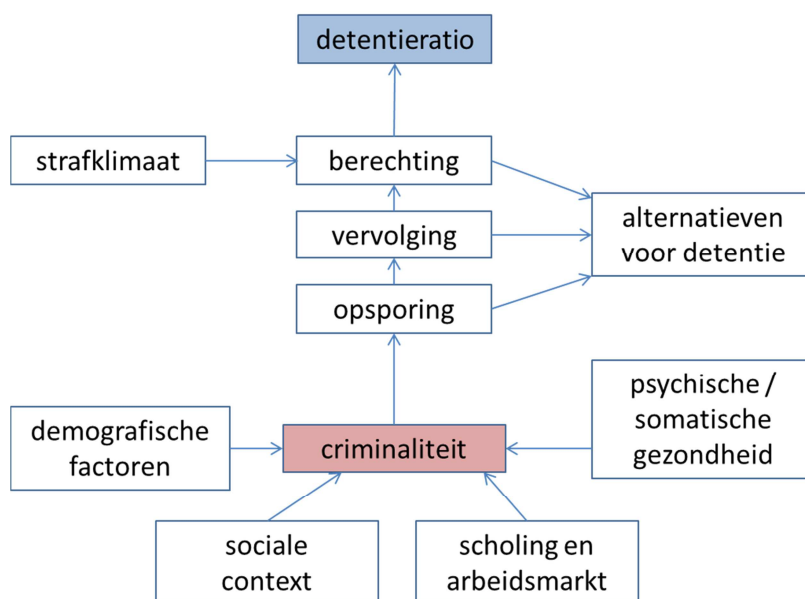 detentieratio
strafklimaat
berechting
alternatieven
voor detentie
vervolging
opsporing
demografische
factoren
criminaliteit
psychische /
somatische
gezondheid
sociale
context
scholing en
arbeidsmarkt